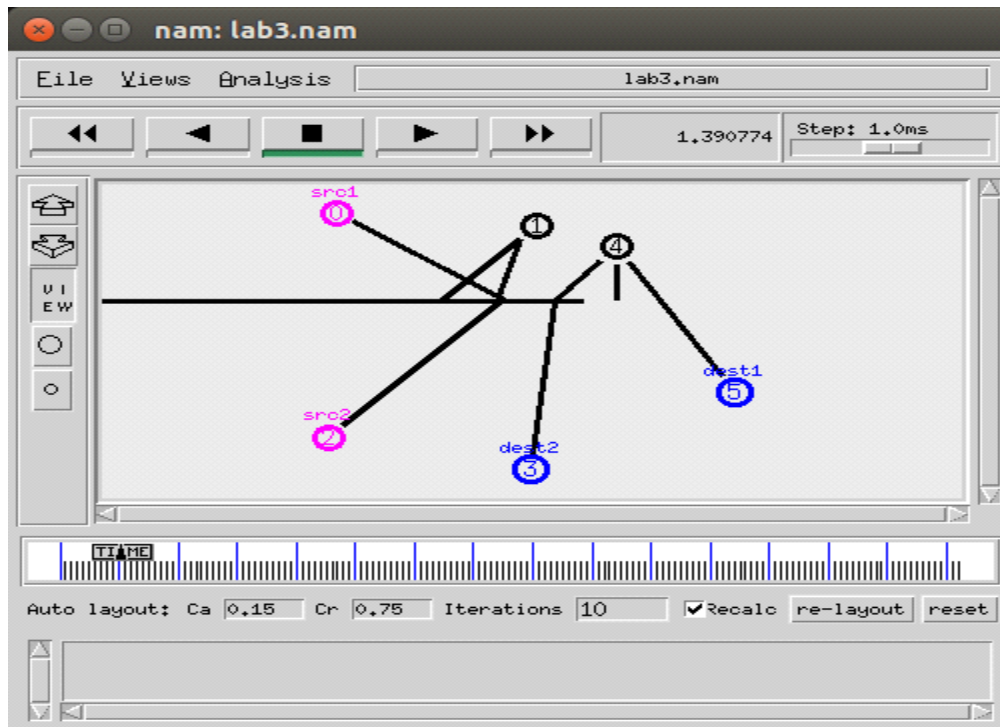 nam: lab3.nam
File Views Analysis lab3.nam
1.390774 Step: 1.0ms
src1
0
1
4
VI
EW
dest1
5
src2
2
dest2
3
TIME
Auto layout: Ca 0.15 Cr 0.75 Iterations 10 Recalc re-layout reset